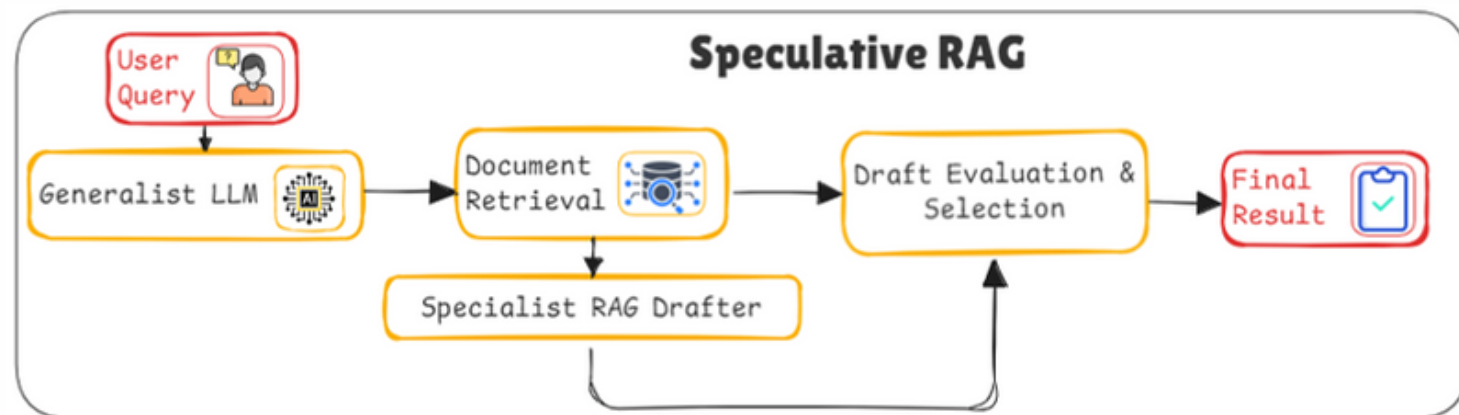 Speculative RAG
User
Query
Generalist LLM
AI
Document
Retrieval
Draft Evaluation &
Selection
Final
Result
Specialist RAG Drafter